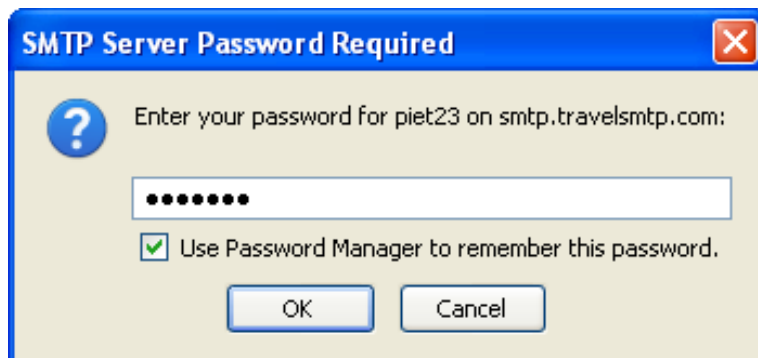 SMTP Server Password Required
Enter your password for piet23 on smtp.travelsmtp.com:
•••••••
Use Password Manager to remember this password.
OK
Cancel